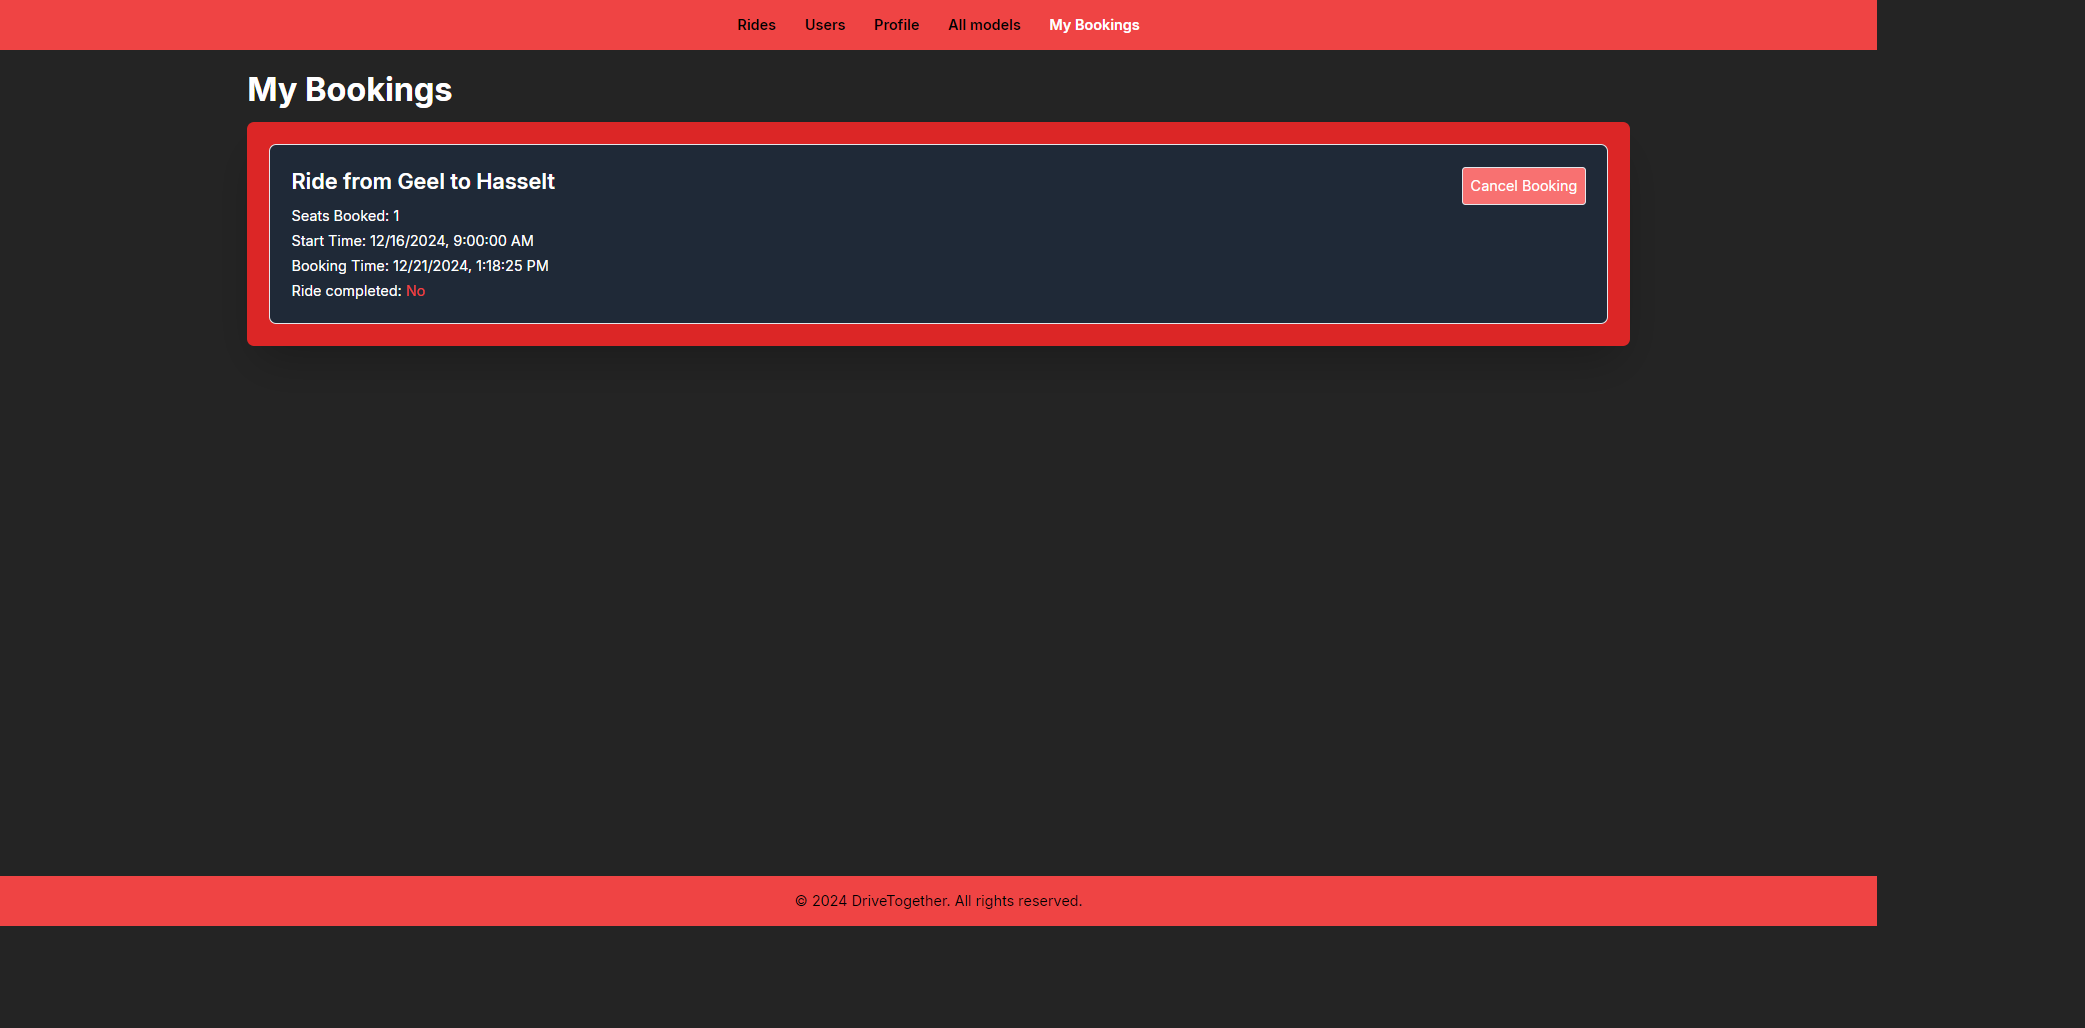 Rides Users Profile All models My Bookings
My Bookings
Ride from Geel to Hasselt
Cancel Booking
Seats Booked: 1
Start Time: 12/16/2024, 9:00:00 AM
Booking Time: 12/21/2024, 1:18:25 PM
Ride completed: No
© 2024 DriveTogether. All rights reserved.